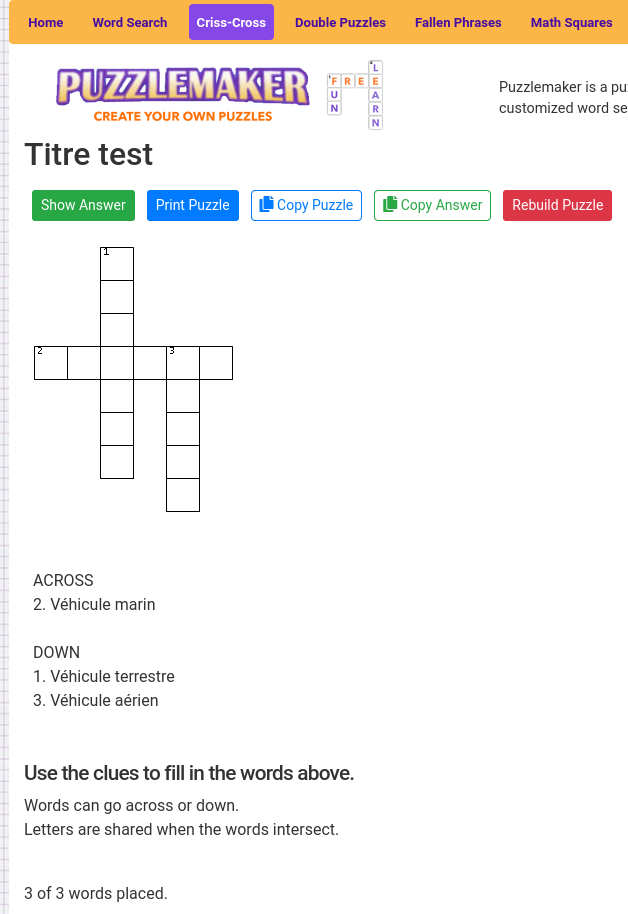 Home Word Search Criss-Cross Double Puzzles Fallen Phrases Math Squares
PUZZLEMAKER
CREATE YOUR OWN PUZZLES
FREE
FUN
LEARN
Puzzlemaker is a
customized word
Titre test
Show Answer Print Puzzle Copy Puzzle Copy Answer Rebuild Puzzle
1
2 3
ACROSS
2. Véhicule marin
DOWN
1. Véhicule terrestre
3. Véhicule aérien
Use the clues to fill in the words above.
Words can go across or down.
Letters are shared when the words intersect.
3 of 3 words placed.